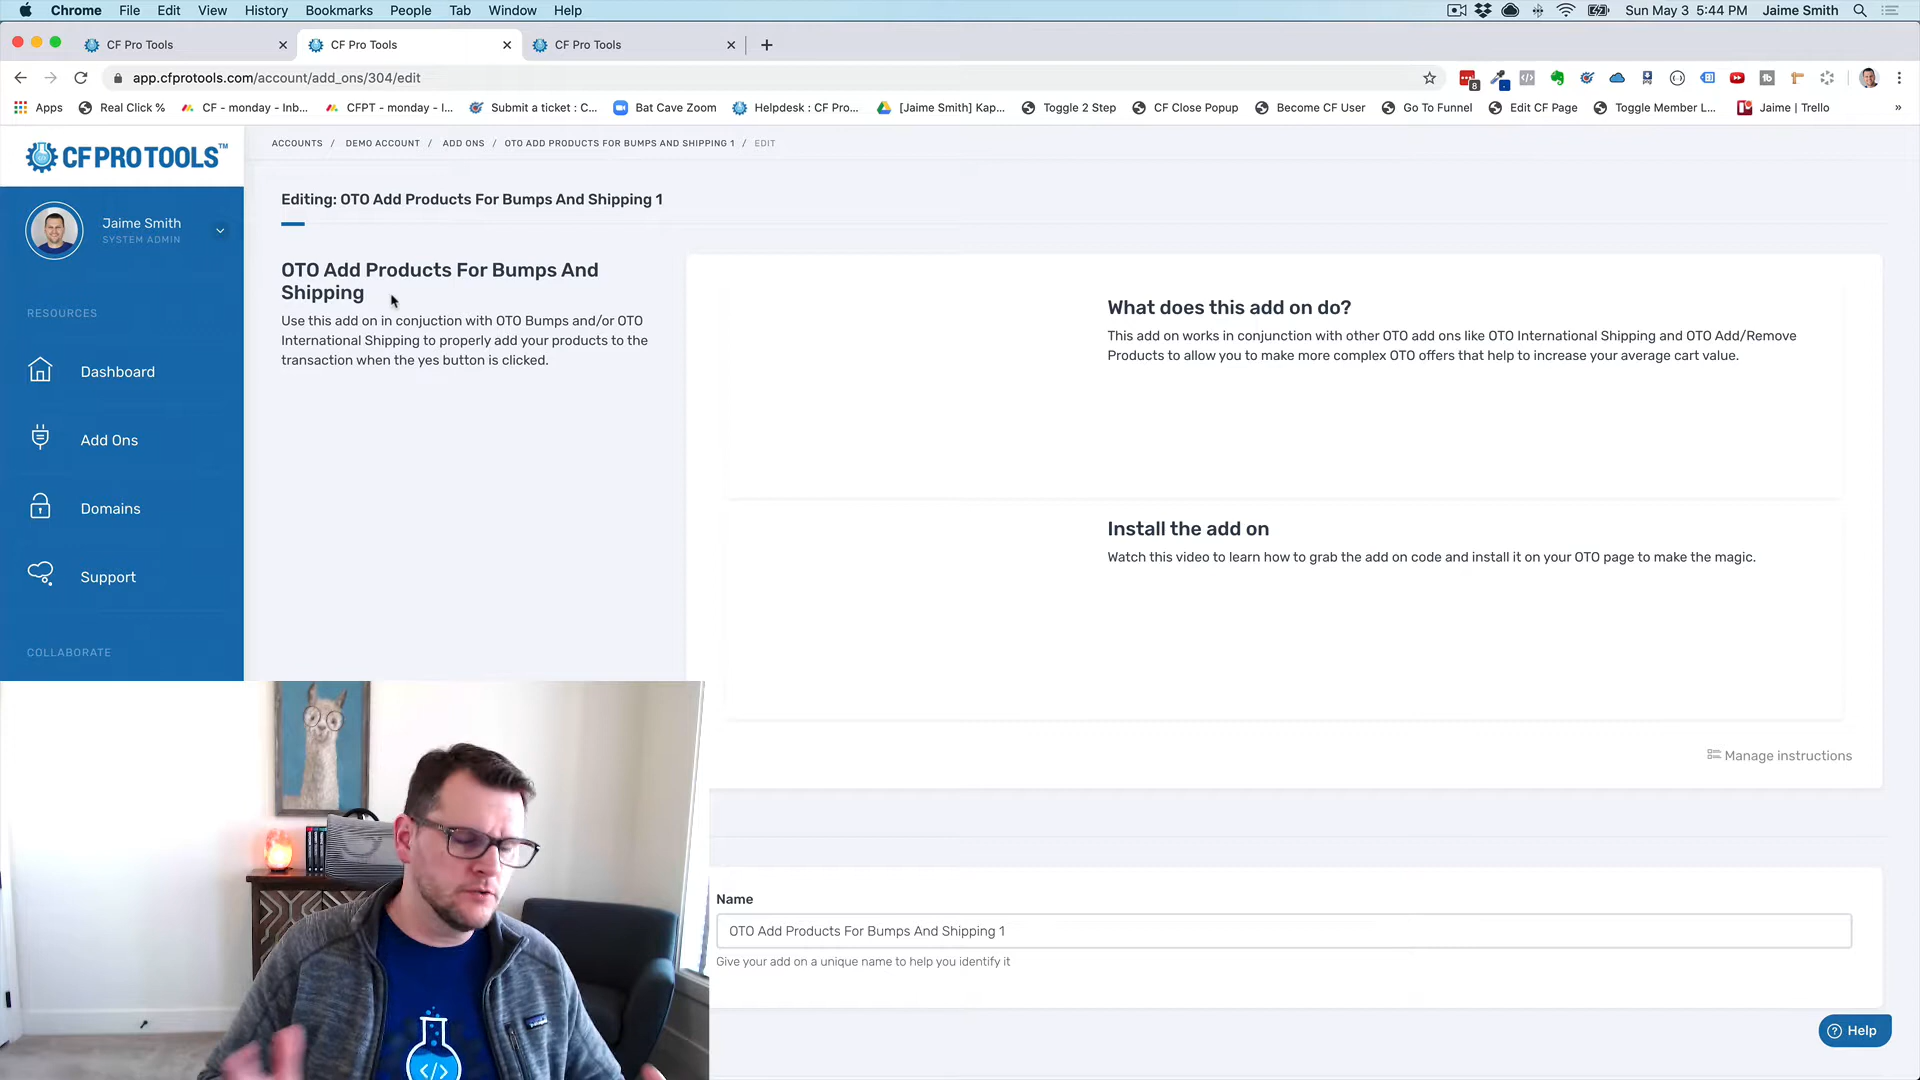 Chrome File Edit View History Bookmarks People Tab Window Help
Sun May 3 5:44 PM Jaime Smith
CF Pro Tools
CF Pro Tools
CF Pro Tools
app.cfprotools.com/account/add_ons/304/edit
8
Apps Real Click % CF - monday - Inb... CFPT - monday - I... Submit a ticket : C... Bat Cave Zoom Helpdesk : CF Pro... [Jaime Smith] Kap... Toggle 2 Step CF Close Popup Become CF User Go To Funnel Edit CF Page Toggle Member L... Jaime | Trello »
CF PRO TOOLS™
ACCOUNTS / DEMO ACCOUNT / ADD ONS / OTO ADD PRODUCTS FOR BUMPS AND SHIPPING 1 / EDIT
Jaime Smith
SYSTEM ADMIN
RESOURCES
Dashboard
Add Ons
Domains
Support
COLLABORATE
Editing: OTO Add Products For Bumps And Shipping 1
OTO Add Products For Bumps And
Shipping
Use this add on in conjuction with OTO Bumps and/or OTO
International Shipping to properly add your products to the
transaction when the yes button is clicked.
What does this add on do?
This add on works in conjunction with other OTO add ons like OTO International Shipping and OTO Add/Remove
Products to allow you to make more complex OTO offers that help to increase your average cart value.
Install the add on
Watch this video to learn how to grab the add on code and install it on your OTO page to make the magic.
Manage instructions
Name
OTO Add Products For Bumps And Shipping 1
Give your add on a unique name to help you identify it
Help